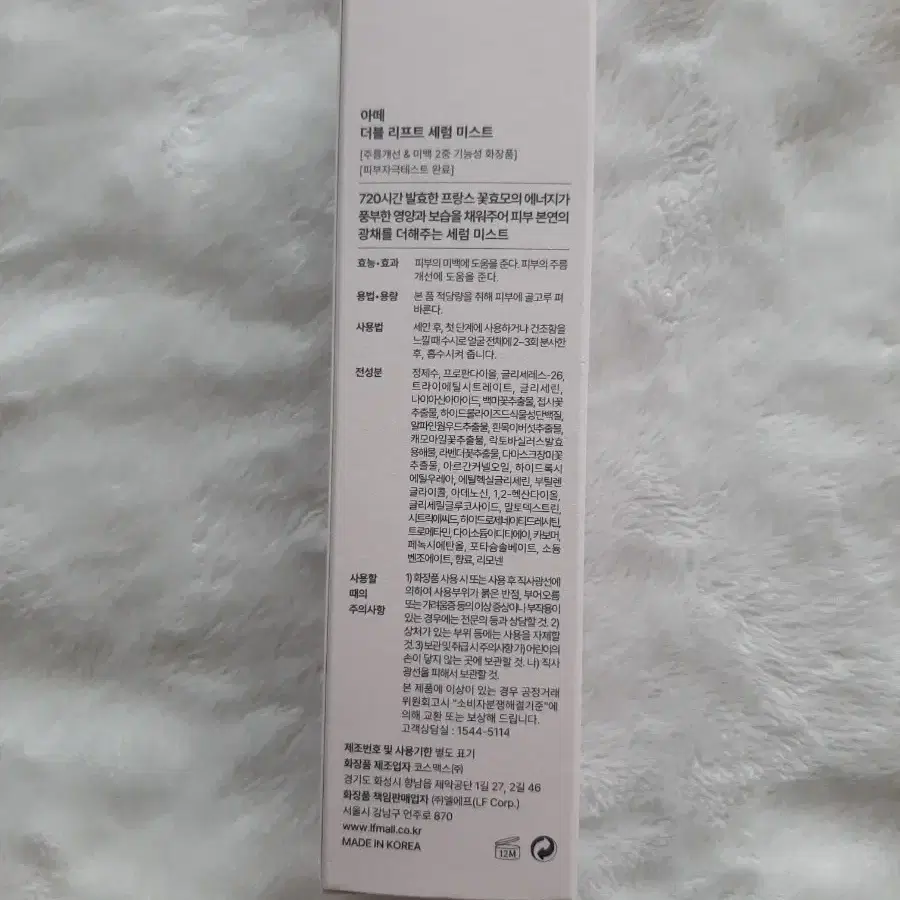 아떼
더블 리프트 세럼 미스트
[주름개선 & 미백 2중 기능성 화장품]
[피부자극테스트 완료]
720시간 발효한 프랑스 꽃효모의 에너지가
풍부한 영양과 보습을 채워주어 피부 본연의
광채를 더해주는 세럼 미스트
효능•효과 피부의 미백에 도움을 준다. 피부의 주름
개선에 도움을 준다.
용법•용량 본 품 적당량을 취해 피부에 골고루 펴
바른다.
사용법 세안 후, 첫 단계에 사용하거나 건조함을
느낄 때 수시로 얼굴 전체에 2-3회 분사한
후, 흡수시켜 줍니다.
전성분 정제수, 프로판다이올, 글리세레스-26,
트라이에틸시트레이트, 글리세린,
나이아신아마이드, 백미꽃추출물, 접시꽃
추출물, 하이드롤라이즈드식물성단백질,
알파인웜우드추출물, 흰목이버섯추출물,
캐모마일꽃추출물, 락토바실러스발효
용해물, 라벤더꽃추출물, 다마스크장미꽃
추출물, 아르간커넬오일, 하이드록시
에틸우레아, 에틸헥실글리세린, 부틸렌
글라이콜, 아데노신, 1,2-헥산다이올,
글리세릴글루코사이드, 말토덱스트린,
시트릭애씨드, 하이드로제네이티드레시틴,
트로메타민, 다이소듐이디티에이, 카보머,
페녹시에탄올, 포타슘솔베이트, 소듐
벤조에이트, 향료, 리모넨
사용할 1) 화장품 사용 시 또는 사용 후 직사광선에
때의 의하여 사용부위가 붉은 반점, 부어오름
주의사항 또는 가려움증 등의 이상 증상이나 부작용이
있는 경우에는 전문의 등과 상담할 것. 2)
상처가 있는 부위 등에는 사용을 자제할
것. 3) 보관 및 취급 시 주의사항 가) 어린이의
손이 닿지 않는 곳에 보관할 것. 나) 직사
광선을 피해서 보관할 것.
본 제품에 이상이 있는 경우 공정거래
위원회고시 "소비자분쟁해결기준"에
의해 교환 또는 보상해 드립니다.
고객상담실 : 1544-5114
제조번호 및 사용기한 별도 표기
화장품 제조업자 코스맥스㈜
경기도 화성시 향남읍 제약공단 1길 27, 2길 46
화장품 책임판매업자 ㈜엘에프(LF Corp.)
서울시 강남구 언주로 870
www.lfmall.co.kr
MADE IN KOREA
12M